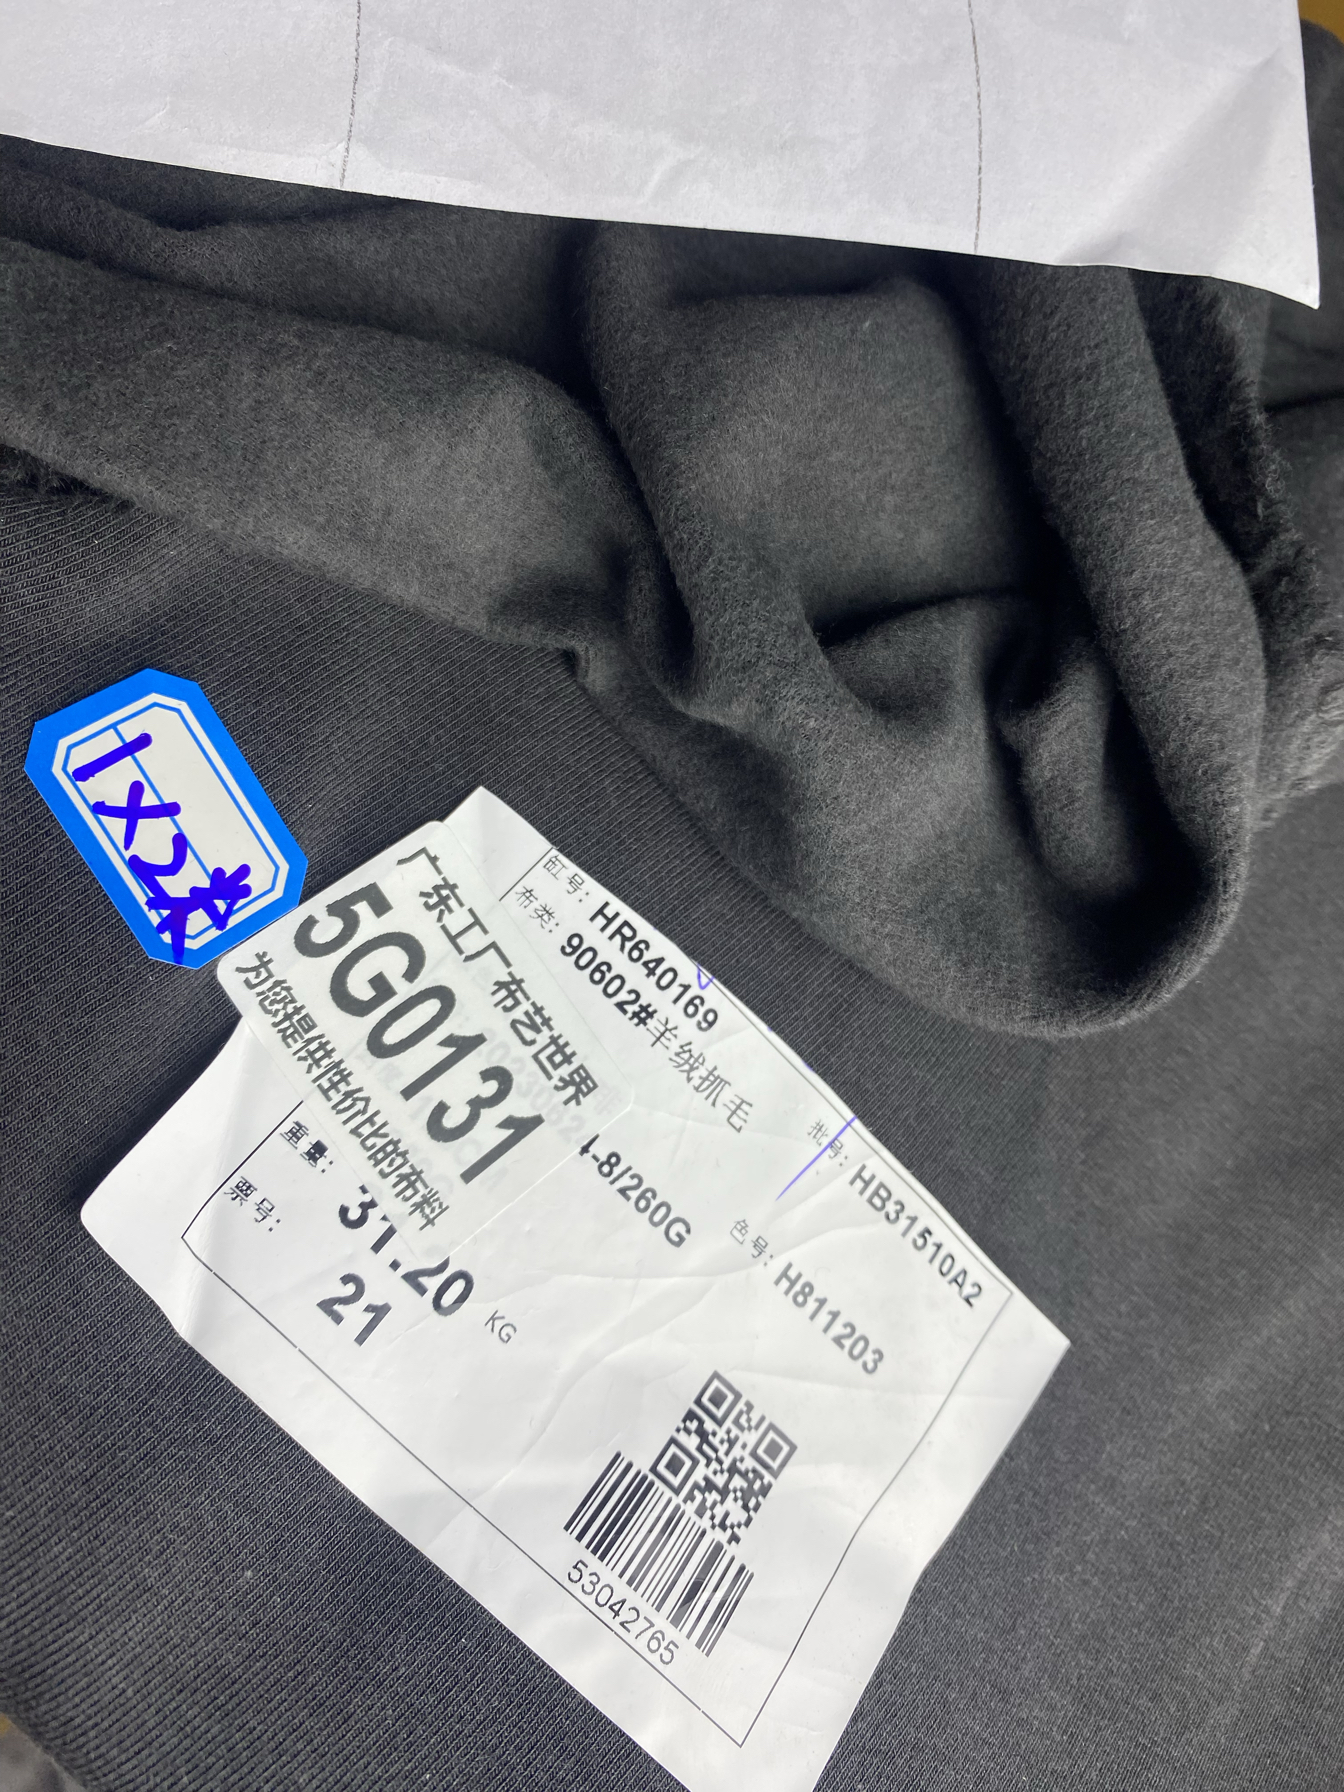 1X2米
广东工厂布艺世界
5G0131
为您提供性价比的布料
缸号: HR640169
布类: 90602#羊绒抓毛
批号: HB31510A2
-8/260G
色号: H811203
重量: 31.20 KG
票号: 21
53042765